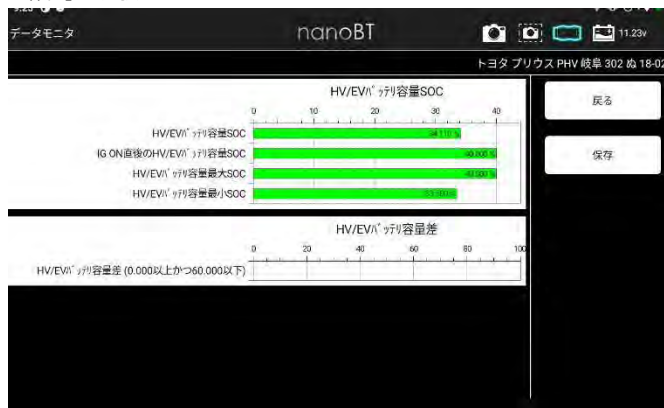 データモニタ
nanoBT
11.23v
トヨタ プリウス PHV 岐阜 302 ぬ 18-02
HV/EVﾊﾞｯﾃﾘ容量SOC
0 10 20 30 40
HV/EVﾊﾞｯﾃﾘ容量SOC
IG ON直後のHV/EVﾊﾞｯﾃﾘ容量SOC 40.000 %
HV/EVﾊﾞｯﾃﾘ容量最大SOC 40.000 %
HV/EVﾊﾞｯﾃﾘ容量最小SOC
HV/EVﾊﾞｯﾃﾘ容量差
0 20 40 60 80 100
HV/EVﾊﾞｯﾃﾘ容量差 (0.000以上かつ60.000以下)
戻る
保存